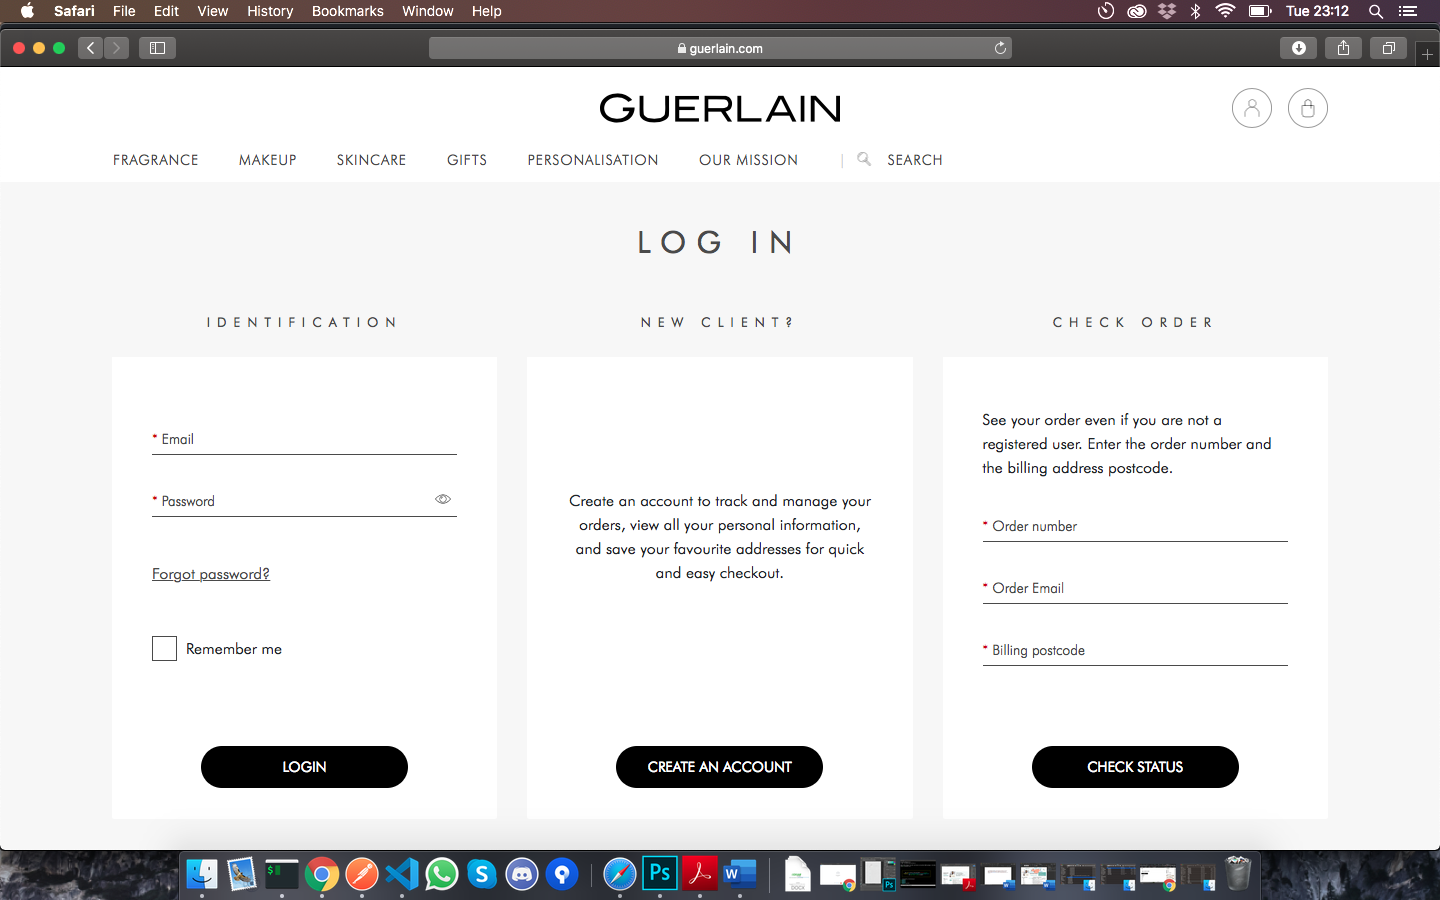 Safari File Edit View History Bookmarks Window Help Tue 23:12
guerlain.com
GUERLAIN
FRAGRANCE MAKEUP SKINCARE GIFTS PERSONALISATION OUR MISSION | SEARCH
LOG IN
IDENTIFICATION
* Email
* Password
Forgot password?
Remember me
LOGIN
NEW CLIENT?
Create an account to track and manage your
orders, view all your personal information,
and save your favourite addresses for quick
and easy checkout.
CREATE AN ACCOUNT
CHECK ORDER
See your order even if you are not a
registered user. Enter the order number and
the billing address postcode.
* Order number
* Order Email
* Billing postcode
CHECK STATUS
$
Ps
W
DOCX